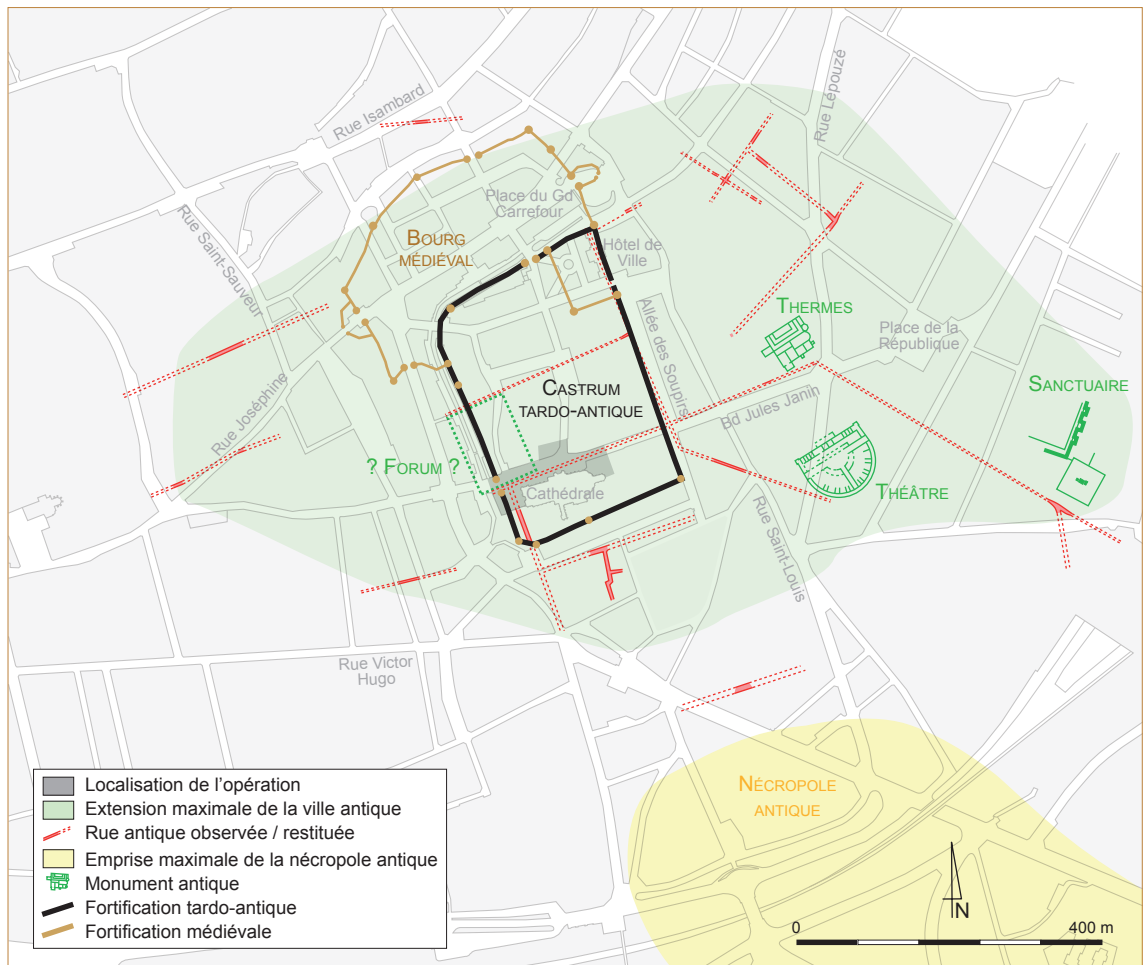 Rue Isambard
Rue Lépouzé
Place du Gd
Carrefour
Rue Saint-Sauveur
BOURG
MÉDIÉVAL
Hôtel de
Ville
THERMES
Allée des Soupirs
Place de la
République
SANCTUAIRE
CASTRUM
TARDO-ANTIQUE
Bd Jules Janin
Rue Joséphine
? FORUM ?
Cathédrale
THÉÂTRE
Rue Saint-Louis
Rue Victor
Hugo
NÉCROPOLE
ANTIQUE
Localisation de l'opération
Extension maximale de la ville antique
Rue antique observée / restituée
Emprise maximale de la nécropole antique
Monument antique
Fortification tardo-antique
Fortification médiévale
N
0 400 m